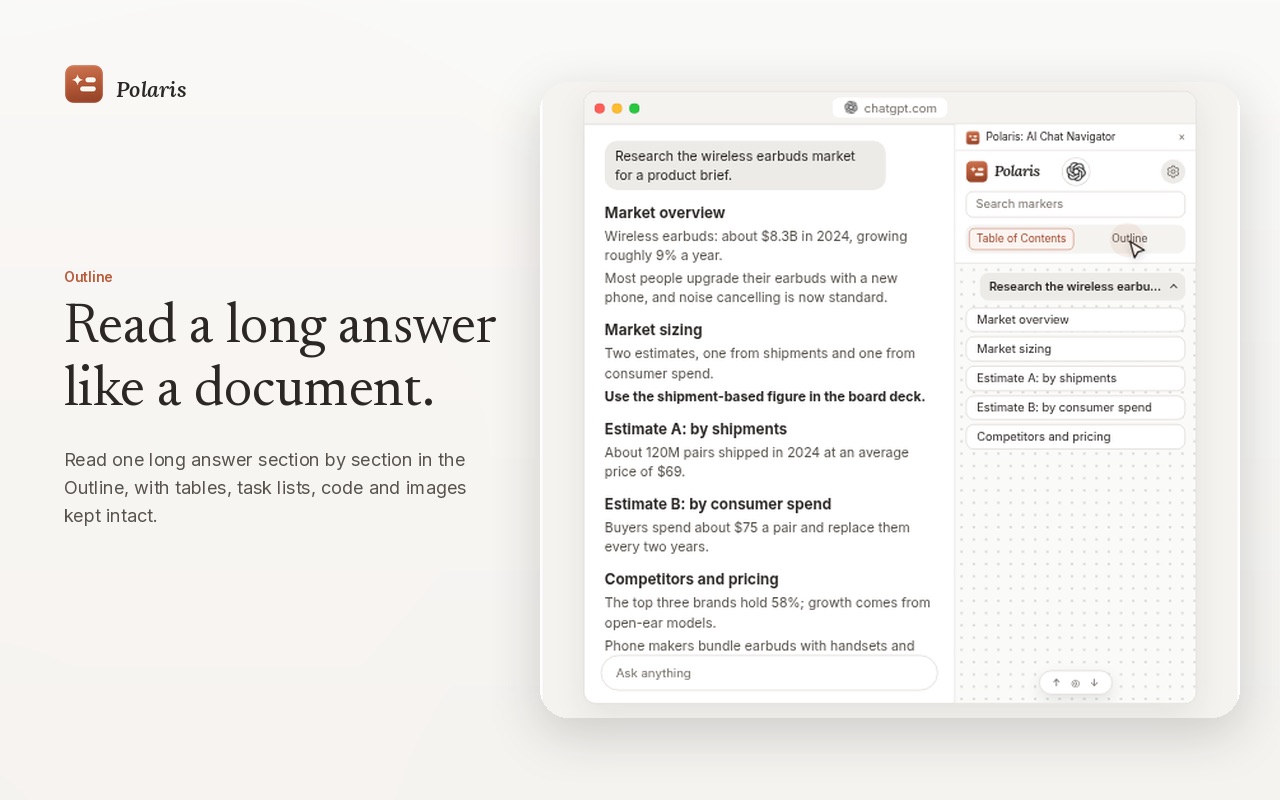 Polaris
Outline
Read a long answer
like a document.
Read one long answer section by section in the
Outline, with tables, task lists, code and images
kept intact.
chatgpt.com
Research the wireless earbuds market
for a product brief.
Market overview
Wireless earbuds: about $8.3B in 2024, growing
roughly 9% a year.
Most people upgrade their earbuds with a new
phone, and noise cancelling is now standard.
Market sizing
Two estimates, one from shipments and one from
consumer spend.
Use the shipment-based figure in the board deck.
Estimate A: by shipments
About 120M pairs shipped in 2024 at an average
price of $69.
Estimate B: by consumer spend
Buyers spend about $75 a pair and replace them
every two years.
Competitors and pricing
The top three brands hold 58%; growth comes from
open-ear models.
Phone makers bundle earbuds with handsets and
Ask anything
Polaris: AI Chat Navigator
Polaris
Search markers
Table of Contents
Outline
Research the wireless earbu...
Market overview
Market sizing
Estimate A: by shipments
Estimate B: by consumer spend
Competitors and pricing